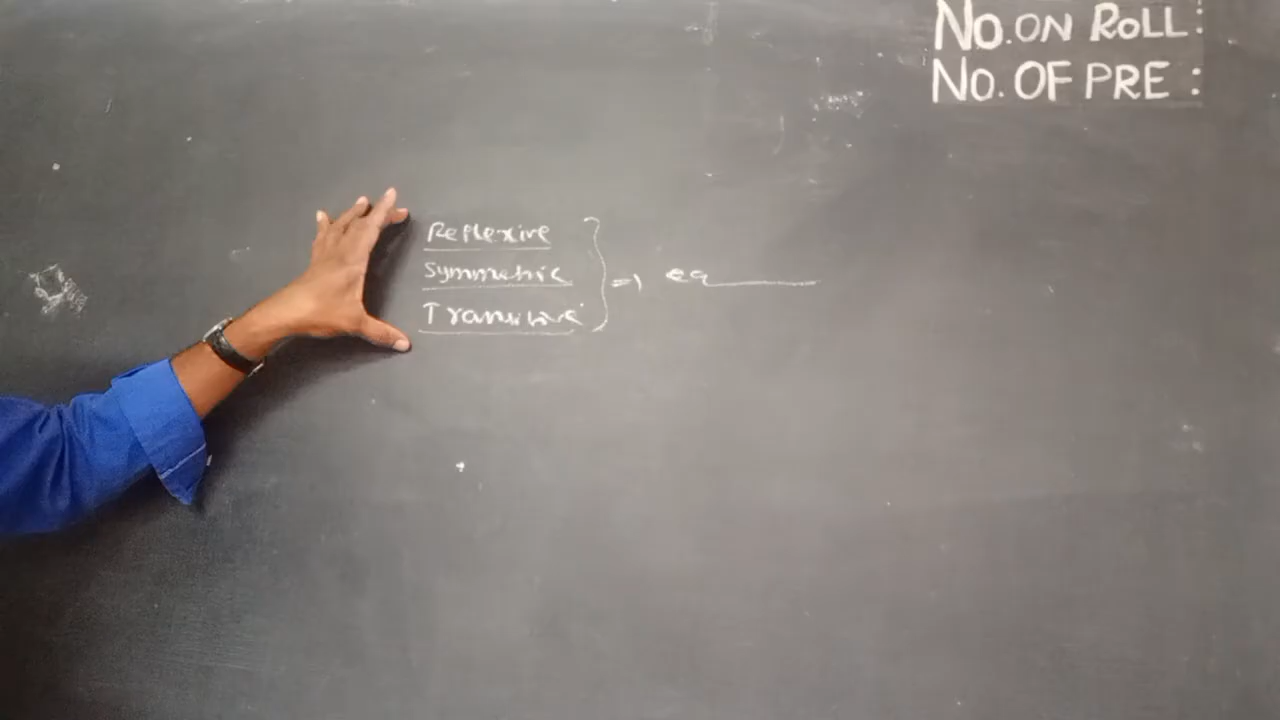 No. ON ROLL :
No. OF PRE :
Reflexive
Symmetric
Transitive
=> eq